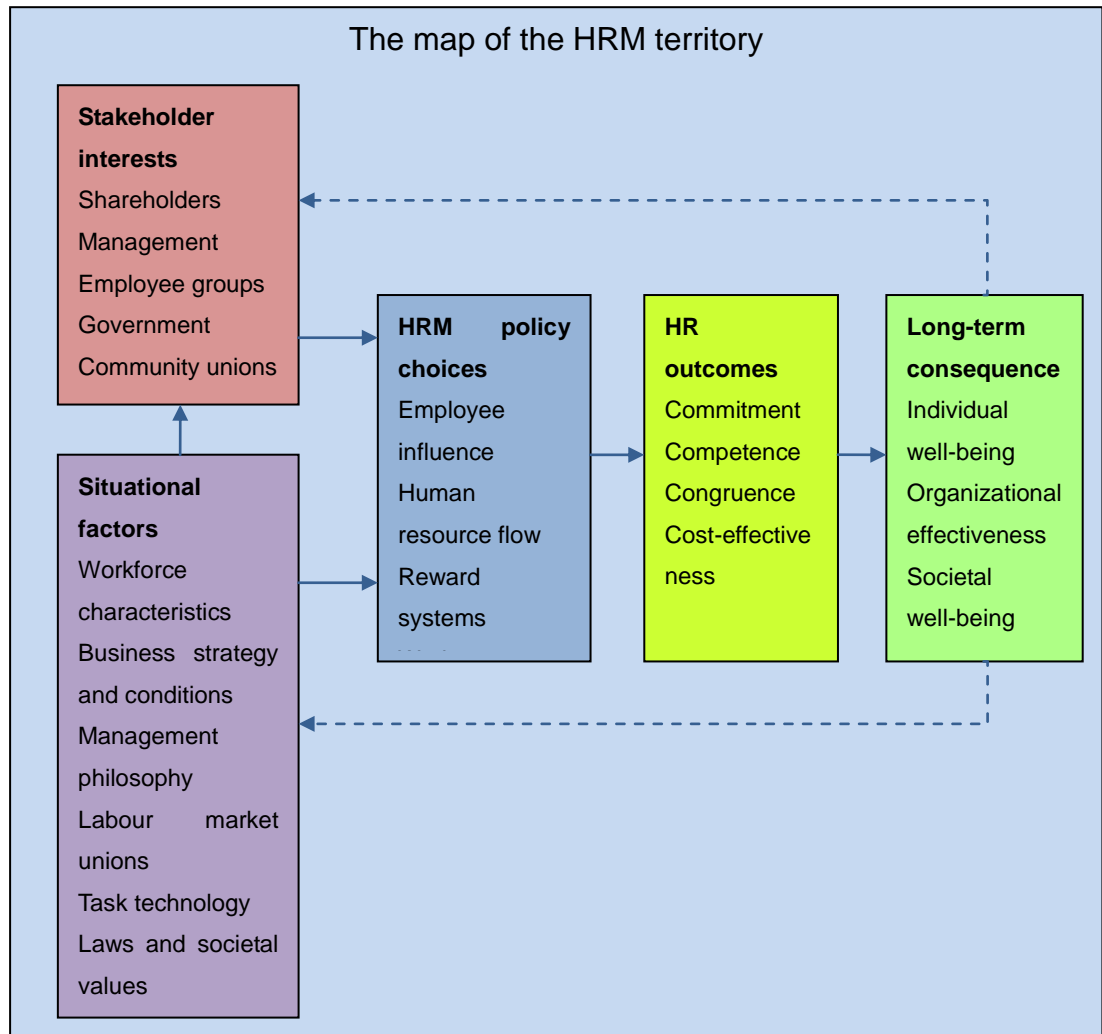 The map of the HRM territory
Stakeholder
interests
Shareholders
Management
Employee groups
Government
Community unions
Situational
factors
Workforce
characteristics
Business strategy
and conditions
Management
philosophy
Labour market
unions
Task technology
Laws and societal
values
HRM policy
choices
Employee
influence
Human
resource flow
Reward
systems
HR
outcomes
Commitment
Competence
Congruence
Cost-effective
ness
Long-term
consequence
Individual
well-being
Organizational
effectiveness
Societal
well-being